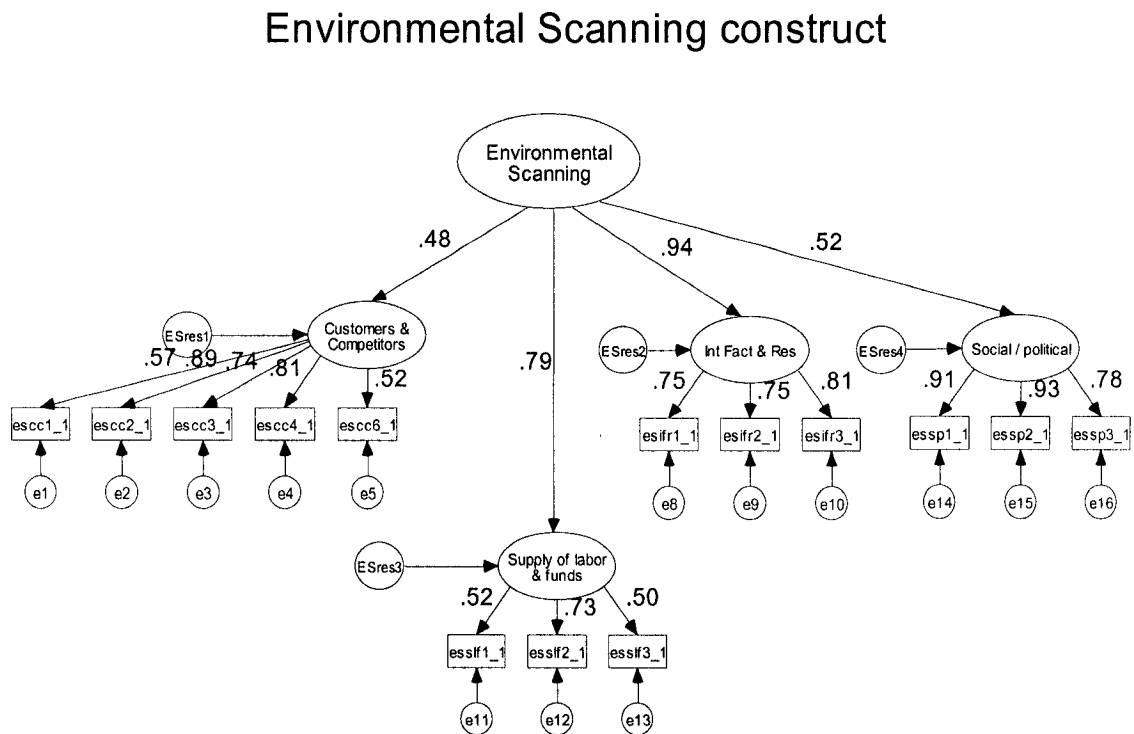 Environmental Scanning construct
Environmental
Scanning
.48
.94
.52
.79
ESres1
Customers &
Competitors
ESres2
Int Fact & Res
ESres4
Social / political
.57
.89
.74
.81
.52
.75
.75
.81
.91
.93
.78
escc1_1
escc2_1
escc3_1
escc4_1
escc6_1
esifr1_1
esifr2_1
esifr3_1
essp1_1
essp2_1
essp3_1
e1
e2
e3
e4
e5
e8
e9
e10
e14
e15
e16
ESres3
Supply of labor
& funds
.52
.73
.50
esslf1_1
esslf2_1
esslf3_1
e11
e12
e13